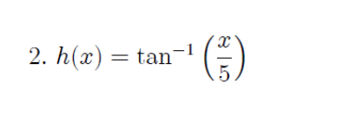 2. h(x) = tan⁻¹ (x/5)